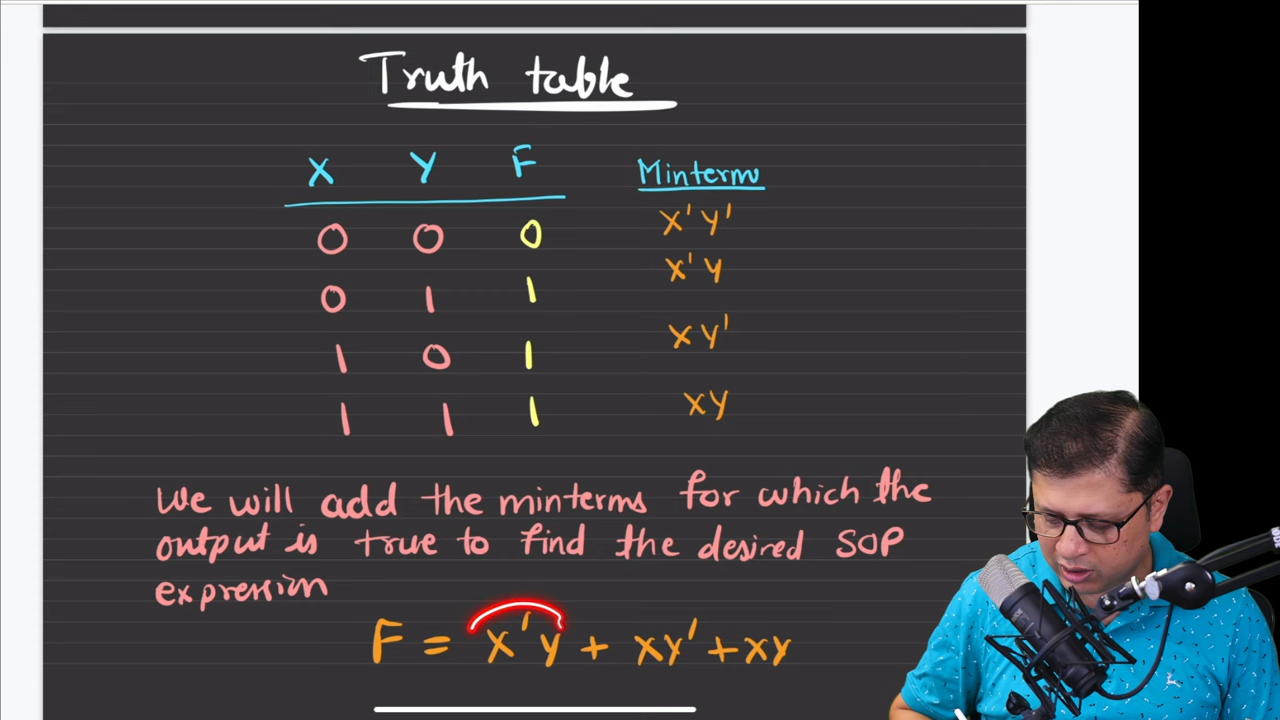 Truth table
X Y F Minterms
0 0 0 X'Y'
0 1 1 X'Y
1 0 1 XY'
1 1 1 XY
We will add the minterms for which the
output is true to find the desired SOP
expression
F = X'Y + XY' + XY